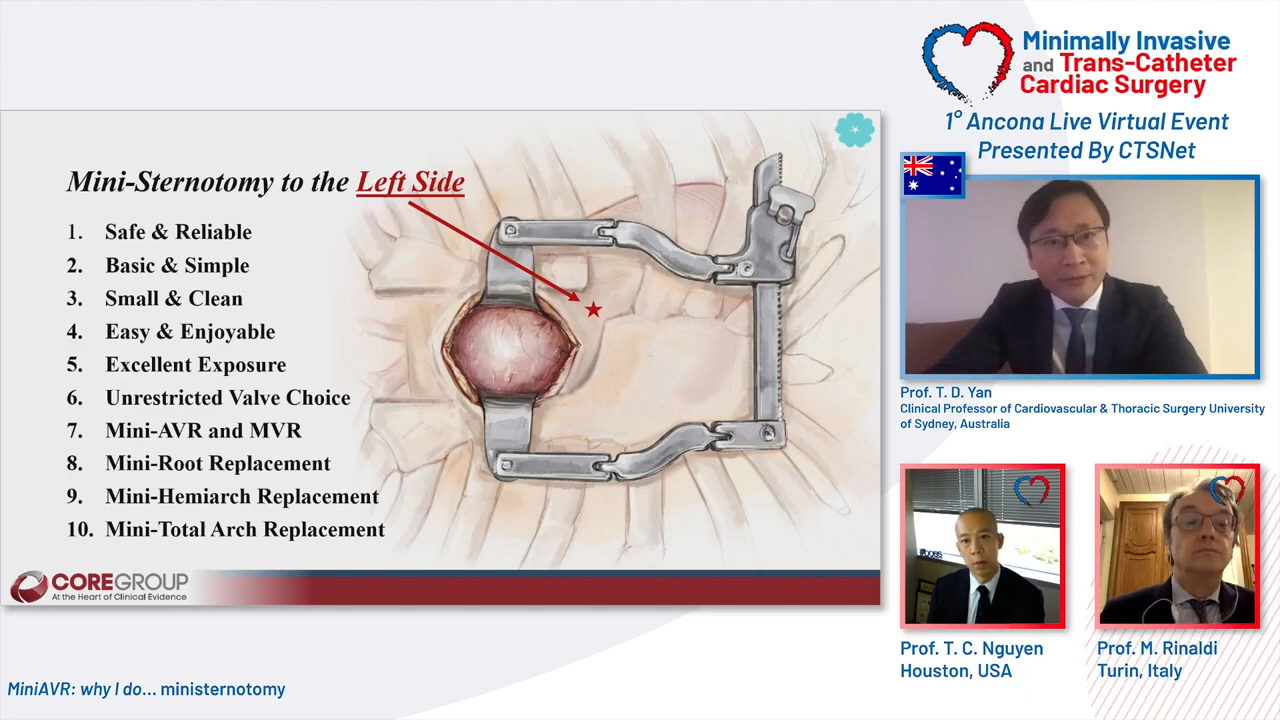 Minimally Invasive
and Trans-Catheter
Cardiac Surgery
1° Ancona Live Virtual Event
Presented By CTSNet
Mini-Sternotomy to the Left Side
1. Safe & Reliable
2. Basic & Simple
3. Small & Clean
4. Easy & Enjoyable
5. Excellent Exposure
6. Unrestricted Valve Choice
7. Mini-AVR and MVR
8. Mini-Root Replacement
9. Mini-Hemiarch Replacement
10. Mini-Total Arch Replacement
COREGROUP
At the Heart of Clinical Evidence
Prof. T. D. Yan
Clinical Professor of Cardiovascular & Thoracic Surgery University
of Sydney, Australia
Prof. T. C. Nguyen
Houston, USA
Prof. M. Rinaldi
Turin, Italy
MiniAVR: why I do... ministernotomy